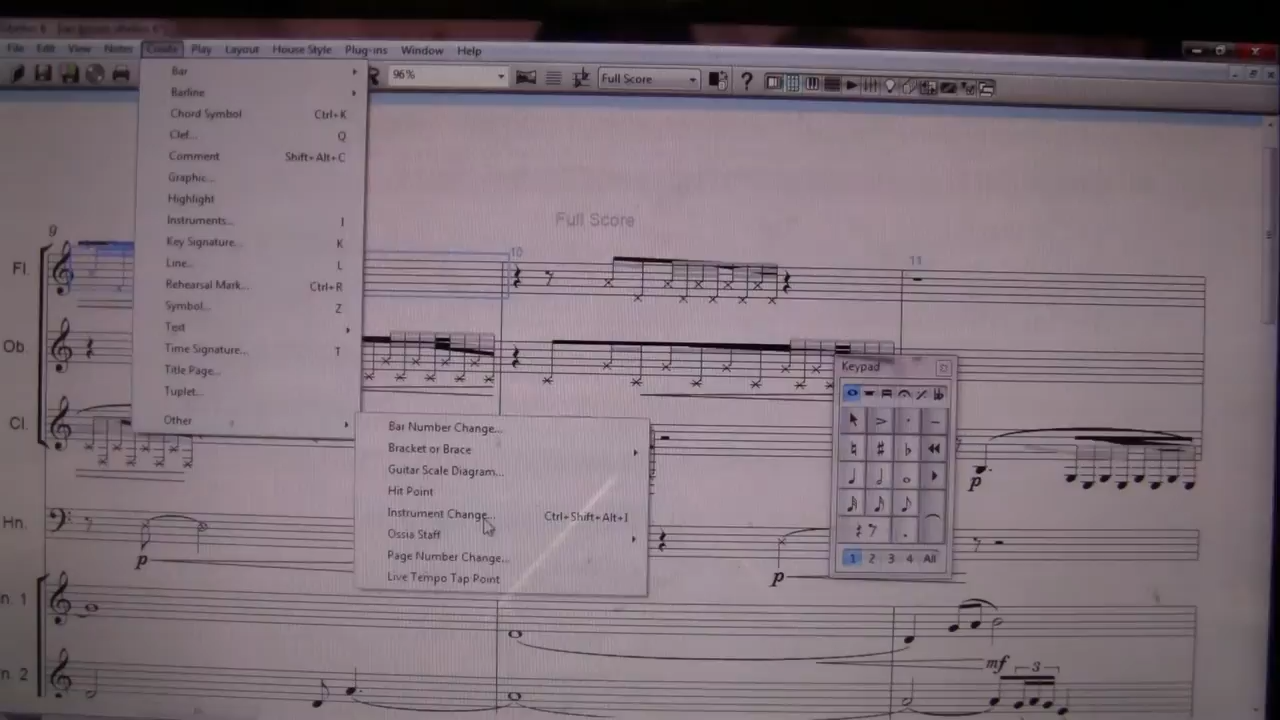 File Edit View Notes Create Play Layout House Style Plug-ins Window Help
96% Full Score
Bar
Barline
Chord Symbol Ctrl+K
Clef... Q
Comment Shift+Alt+C
Graphic...
Highlight
Instruments... I
Key Signature... K
Line... L
Rehearsal Mark... Ctrl+R
Symbol... Z
Text
Time Signature... T
Title Page...
Tuplet...
Other
Bar Number Change...
Bracket or Brace
Guitar Scale Diagram...
Hit Point
Instrument Change... Ctrl+Shift+Alt+I
Ossia Staff
Page Number Change...
Live Tempo Tap Point
Full Score
9 10 11
Fl.
Ob.
Cl.
p
Hn.
p p
n. 1
mf 3
n. 2
Keypad
1 2 3 4 All